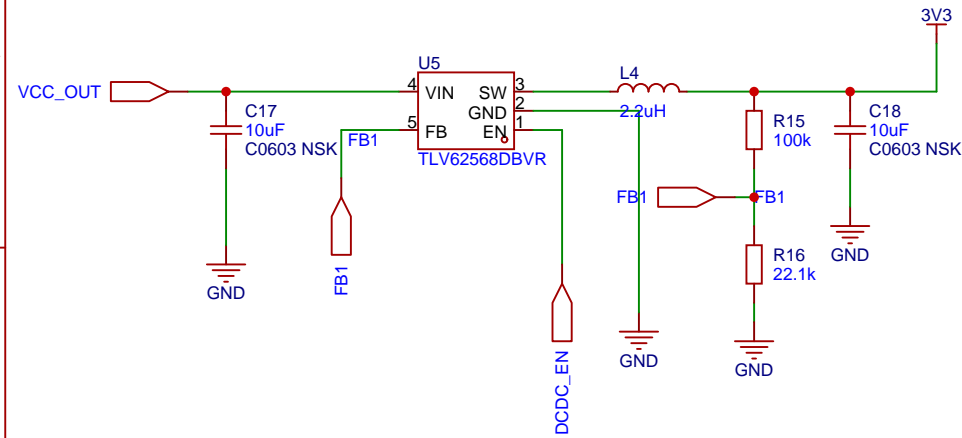 3V3
U5
VCC_OUT
4
VIN
SW
3
L4
GND
2
2.2uH
5
FB
EN
1
FB1
TLV62568DBVR
C17
10uF
C0603 NSK
R15
100k
C18
10uF
C0603 NSK
FB1
FB1
R16
22.1k
GND
GND
FB1
GND
GND
DCDC_EN